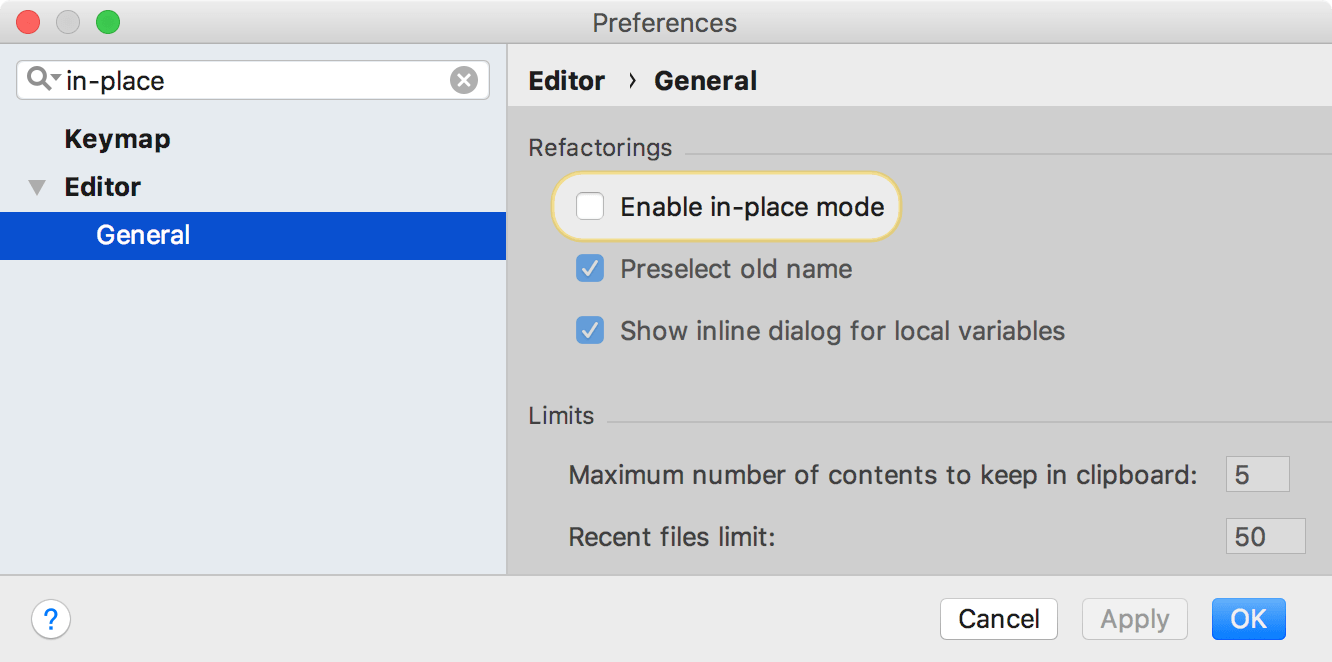 Preferences
in-place
Keymap
Editor
General
Editor › General
Refactorings
Enable in-place mode
Preselect old name
Show inline dialog for local variables
Limits
Maximum number of contents to keep in clipboard: 5
Recent files limit: 50
? Cancel Apply OK